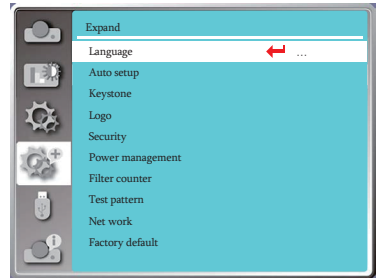 Expand
Language ...
Auto setup
Keystone
Logo
Security
Power management
Filter counter
Test pattern
Net work
Factory default